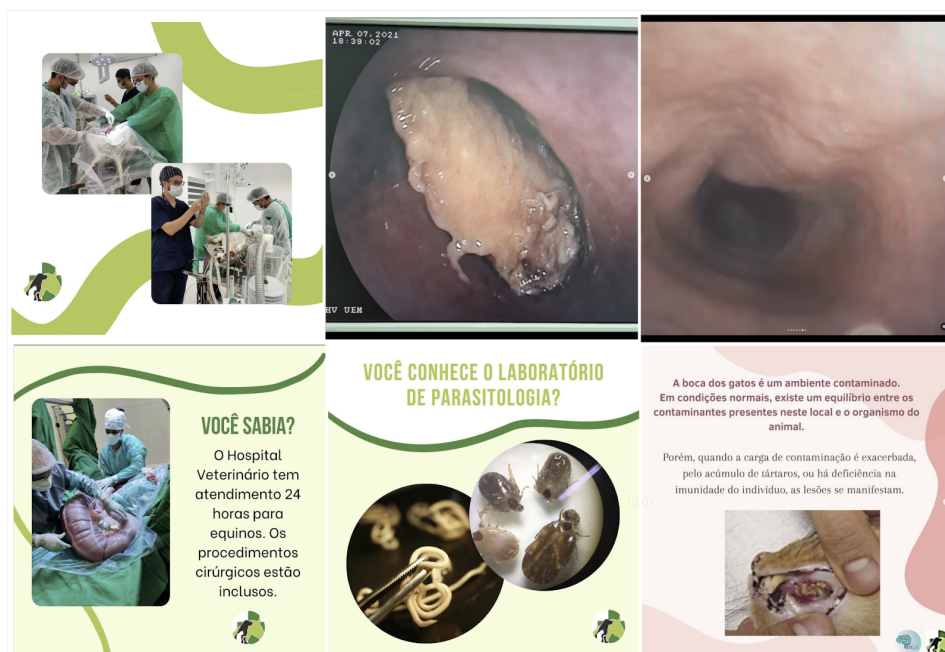 APR 07,2021
18:39:02
HV UEM
VOCÊ SABIA?
O Hospital
Veterinário tem
atendimento 24
horas para
equinos. Os
procedimentos
cirúrgicos estão
inclusos.
VOCÊ CONHECE O LABORATÓRIO
DE PARASITOLOGIA?
A boca dos gatos é um ambiente contaminado.
Em condições normais, existe um equilíbrio entre os
contaminantes presentes neste local e o organismo do
animal.
Porém, quando a carga de contaminação é exacerbada,
pelo acúmulo de tártaros, ou há deficiência na
imunidade do indivíduo, as lesões se manifestam.